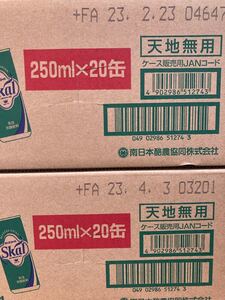 +FA 23. 2.23 04647
250ml×20缶
天地無用
ケース販売用JANコード
4 902986 512743
049 02986 51274 3
南日本酪農協同株式会社
Skal
+FA 23. 4. 3 03201
250ml×20缶
天地無用
ケース販売用JANコード
4 902986 512743
049 02986 51274 3
南日本酪農協同株式会社
Skal